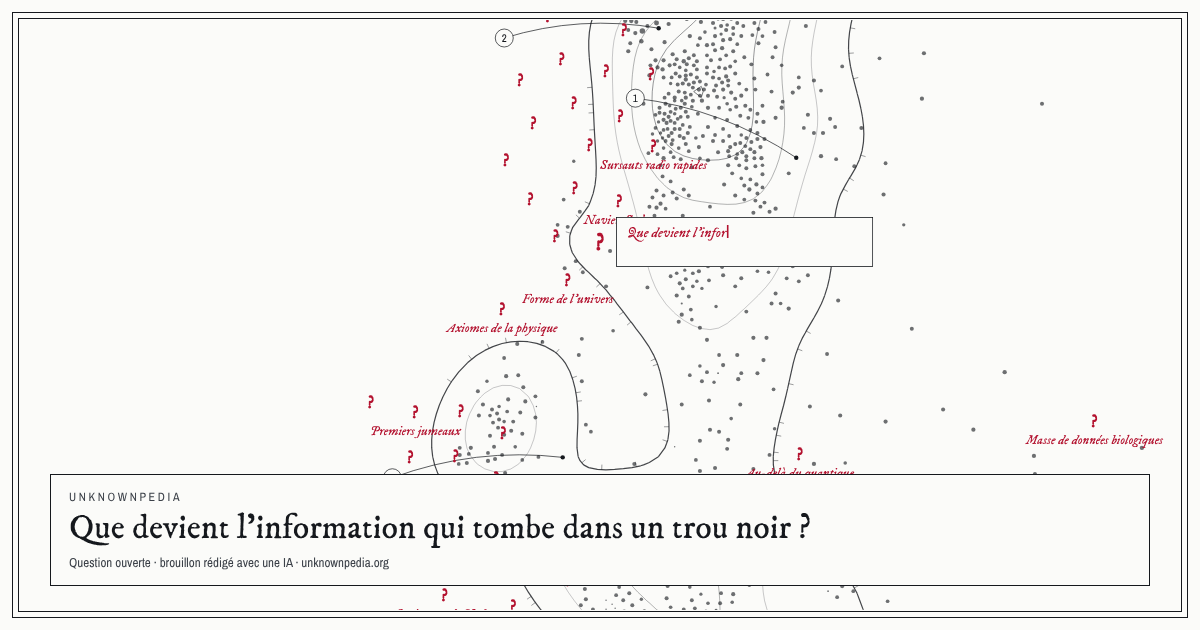 2
1
Sursauts radio rapides
Que devient l'infor
Forme de l'univers
Axiomes de la physique
Premiers jumeaux
Masse de données biologiques
Au-delà du quantique
UNKNOWNPEDIA
Que devient l'information qui tombe dans un trou noir ?
Question ouverte · brouillon rédigé avec une IA · unknownpedia.org